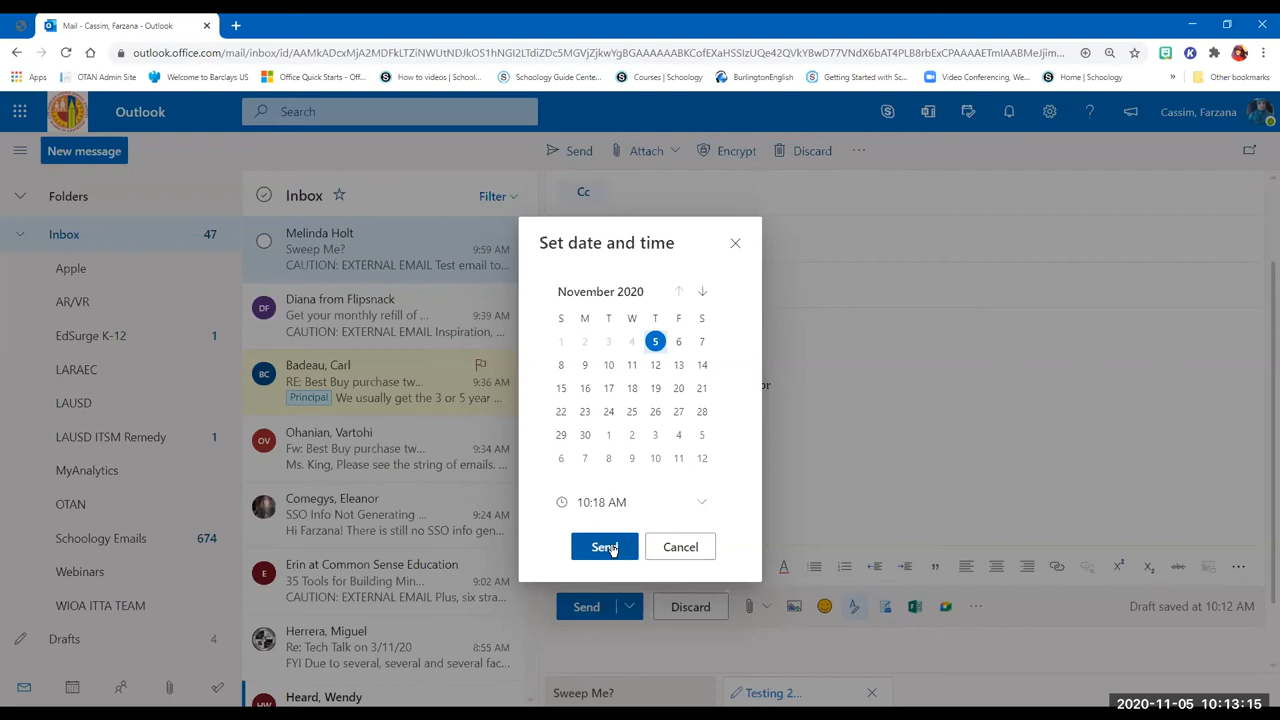 Mail - Cassim, Farzana - Outlook
outlook.office.com/mail/inbox/id/AAMkADcxMjA2MDFkLTZiNWUtNDJkOS1hNGI2LTdiZDc5MGVjZjkwYgBGAAAAAABKCofEXaHSSzUQe42QVkYBwD77VNdX6bAT4PLB8rbExCPAAAAETmIAABMeJjim...
Apps
OTAN Admin Site
Welcome to Barclays US
Office Quick Starts - Off...
How to videos | School...
Schoology Guide Cente...
Courses | Schoology
BurlingtonEnglish
Getting Started with Sc...
Video Conferencing, We...
Home | Schoology
»
Other bookmarks
Outlook
Search
Cassim, Farzana
New message
Send
Attach
Encrypt
Discard
Folders
Inbox 47
Apple
AR/VR
EdSurge K-12 1
LARAEC
LAUSD
LAUSD ITSM Remedy 1
MyAnalytics
OTAN
Schoology Emails 674
Webinars
WIOA ITTA TEAM
Drafts 4
Inbox
Filter
Melinda Holt
Sweep Me? 9:59 AM
CAUTION: EXTERNAL EMAIL Test email to...
DF
Diana from Flipsnack
Get your monthly refill of ... 9:39 AM
CAUTION: EXTERNAL EMAIL Inspiration, ...
BC
Badeau, Carl
RE: Best Buy purchase tw... 9:36 AM
Principal We usually get the 3 or 5 year ...
OV
Ohanian, Vartohi
Fw: Best Buy purchase tw... 9:34 AM
Ms. King, Please see the string of emails. ...
Comegys, Eleanor
SSO Info Not Generating ... 9:24 AM
Hi Farzana! There is still no SSO info gen...
E
Erin at Common Sense Education
35 Tools for Building Min... 9:02 AM
CAUTION: EXTERNAL EMAIL Plus, six stra...
Herrera, Miguel
Re: Tech Talk on 3/11/20 8:55 AM
FYI Due to several, several and several fac...
HW
Heard, Wendy
Cc
or
Set date and time
November 2020
S M T W T F S
1 2 3 4 5 6 7
8 9 10 11 12 13 14
15 16 17 18 19 20 21
22 23 24 25 26 27 28
29 30 1 2 3 4 5
6 7 8 9 10 11 12
10:18 AM
Send
Cancel
Send
Discard
Draft saved at 10:12 AM
Sweep Me?
Testing 2...
2020-11-05 10:13:15